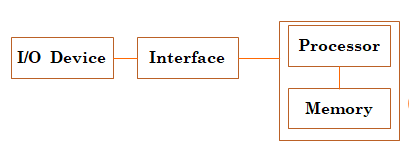 I/O Device
Interface
Processor
Memory